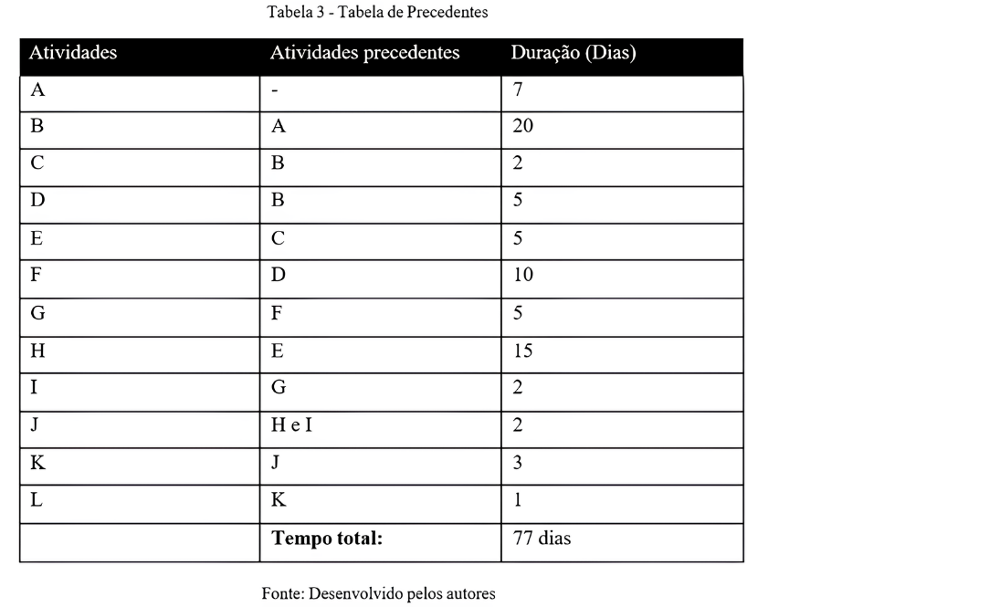 Tabela 3 - Tabela de Precedentes
Atividades Atividades precedentes Duração (Dias)
A - 7
B A 20
C B 2
D B 5
E C 5
F D 10
G F 5
H E 15
I G 2
J H e I 2
K J 3
L K 1
Tempo total: 77 dias
Fonte: Desenvolvido pelos autores